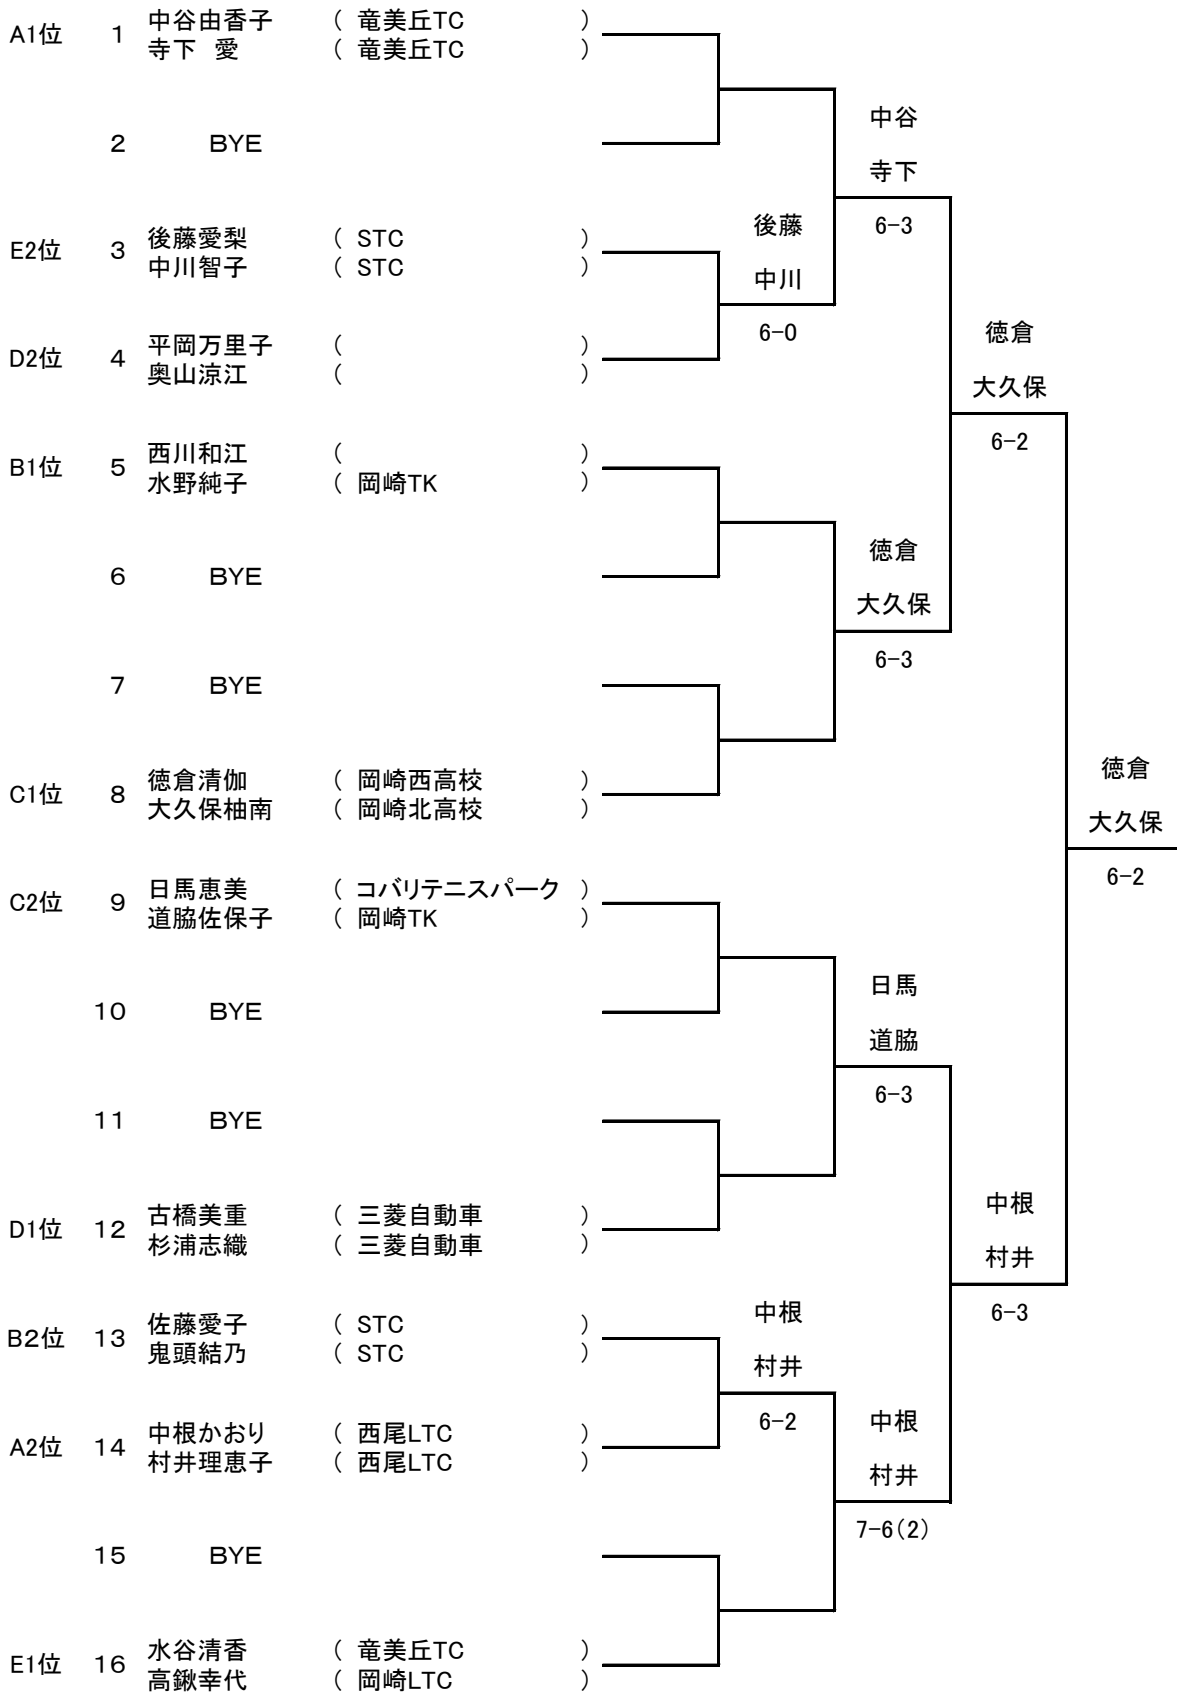 A1位 1 中谷由香子 ( 竜美丘TC )
寺下 愛 ( 竜美丘TC )
中谷
2 BYE
寺下
後藤
6-3
E2位 3 後藤愛梨 ( STC )
中川智子 ( STC )
中川
6-0
徳倉
D2位 4 平岡万里子 ( )
奥山涼江 ( )
大久保
6-2
B1位 5 西川和江 ( )
水野純子 ( 岡崎TK )
徳倉
6 BYE
大久保
6-3
7 BYE
徳倉
C1位 8 徳倉清伽 ( 岡崎西高校 )
大久保柚南 ( 岡崎北高校 )
大久保
6-2
C2位 9 日馬恵美 ( コバリテニスパーク )
道脇佐保子 ( 岡崎TK )
日馬
10 BYE
道脇
6-3
11 BYE
中根
D1位 12 古橋美重 ( 三菱自動車 )
杉浦志織 ( 三菱自動車 )
村井
中根
6-3
B2位 13 佐藤愛子 ( STC )
鬼頭結乃 ( STC )
村井
6-2
中根
A2位 14 中根かおり ( 西尾LTC )
村井理恵子 ( 西尾LTC )
村井
7-6(2)
15 BYE
E1位 16 水谷清香 ( 竜美丘TC )
高鍬幸代 ( 岡崎LTC )